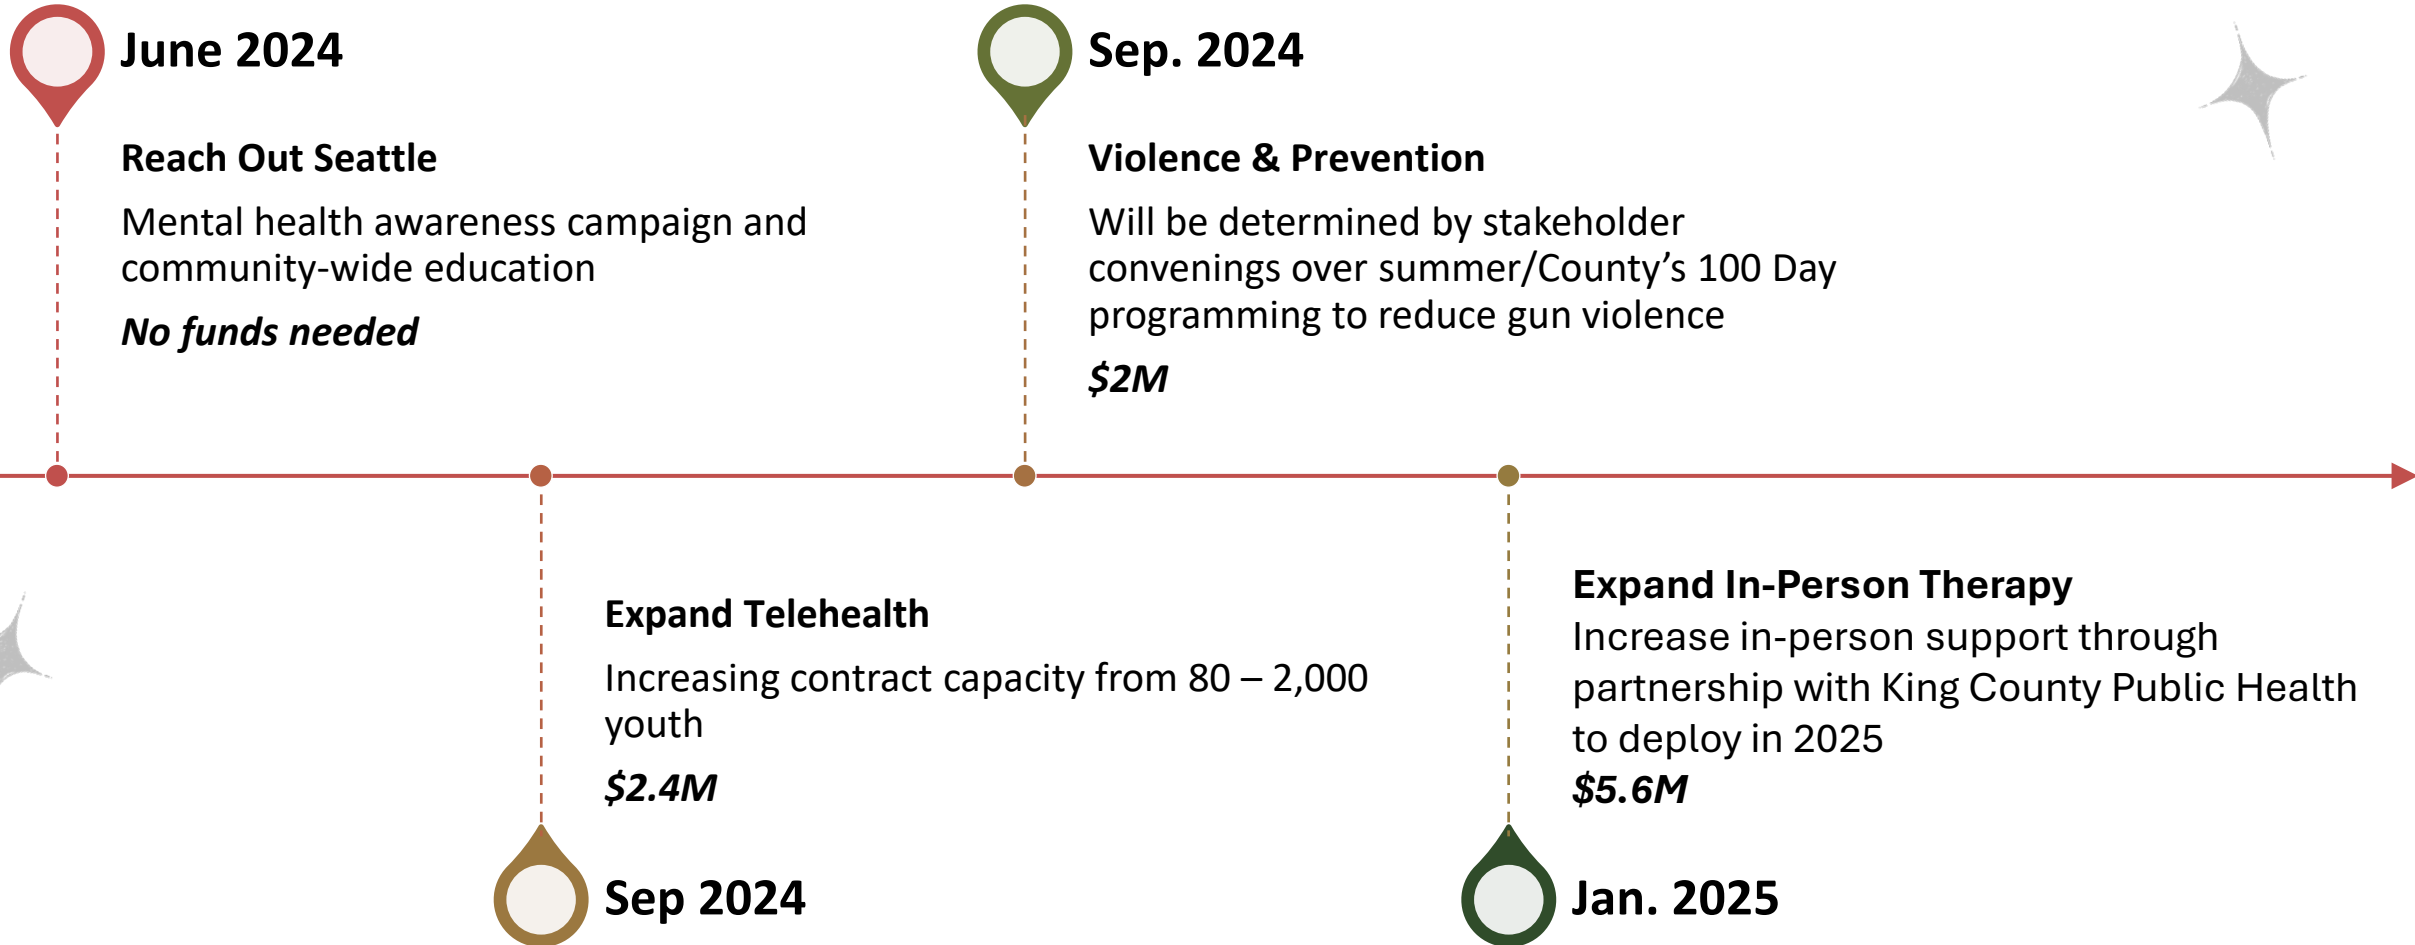 June 2024
Reach Out Seattle
Mental health awareness campaign and
community-wide education
No funds needed
Expand Telehealth
Increasing contract capacity from 80 – 2,000
youth
$2.4M
Sep 2024
Sep. 2024
Violence & Prevention
Will be determined by stakeholder
convenings over summer/County’s 100 Day
programming to reduce gun violence
$2M
Expand In-Person Therapy
Increase in-person support through
partnership with King County Public Health
to deploy in 2025
$5.6M
Jan. 2025